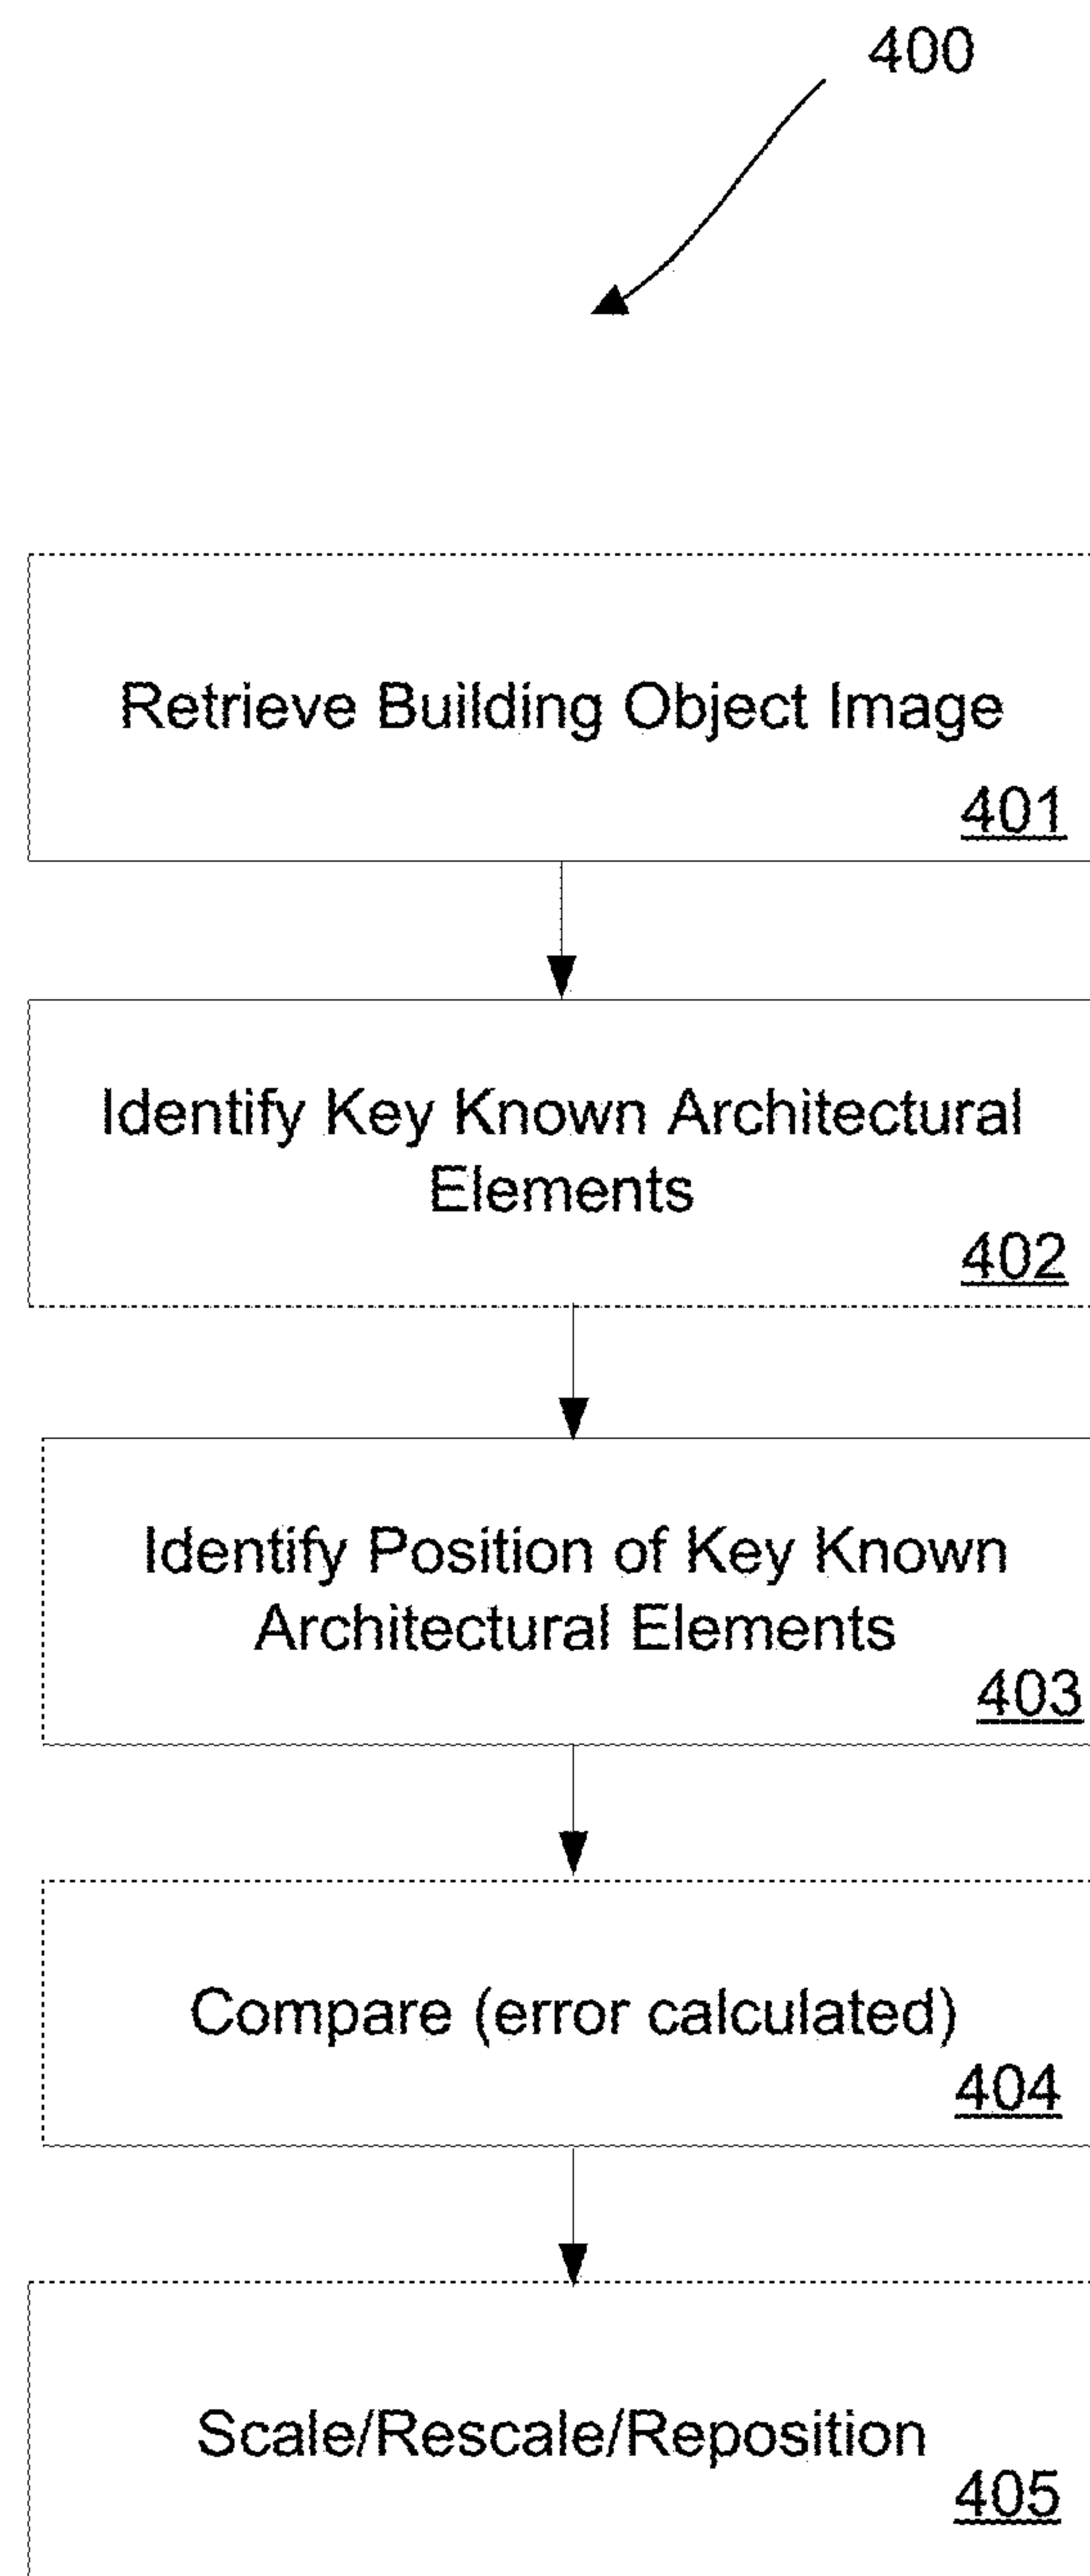 400
Retrieve Building Object Image
401
Identify Key Known Architectural
Elements
402
Identify Position of Key Known
Architectural Elements
403
Compare (error calculated)
404
Scale/Rescale/Reposition
405